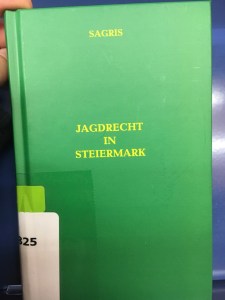 SAGRIS
JAGDRECHT
IN
STEIERMARK
325